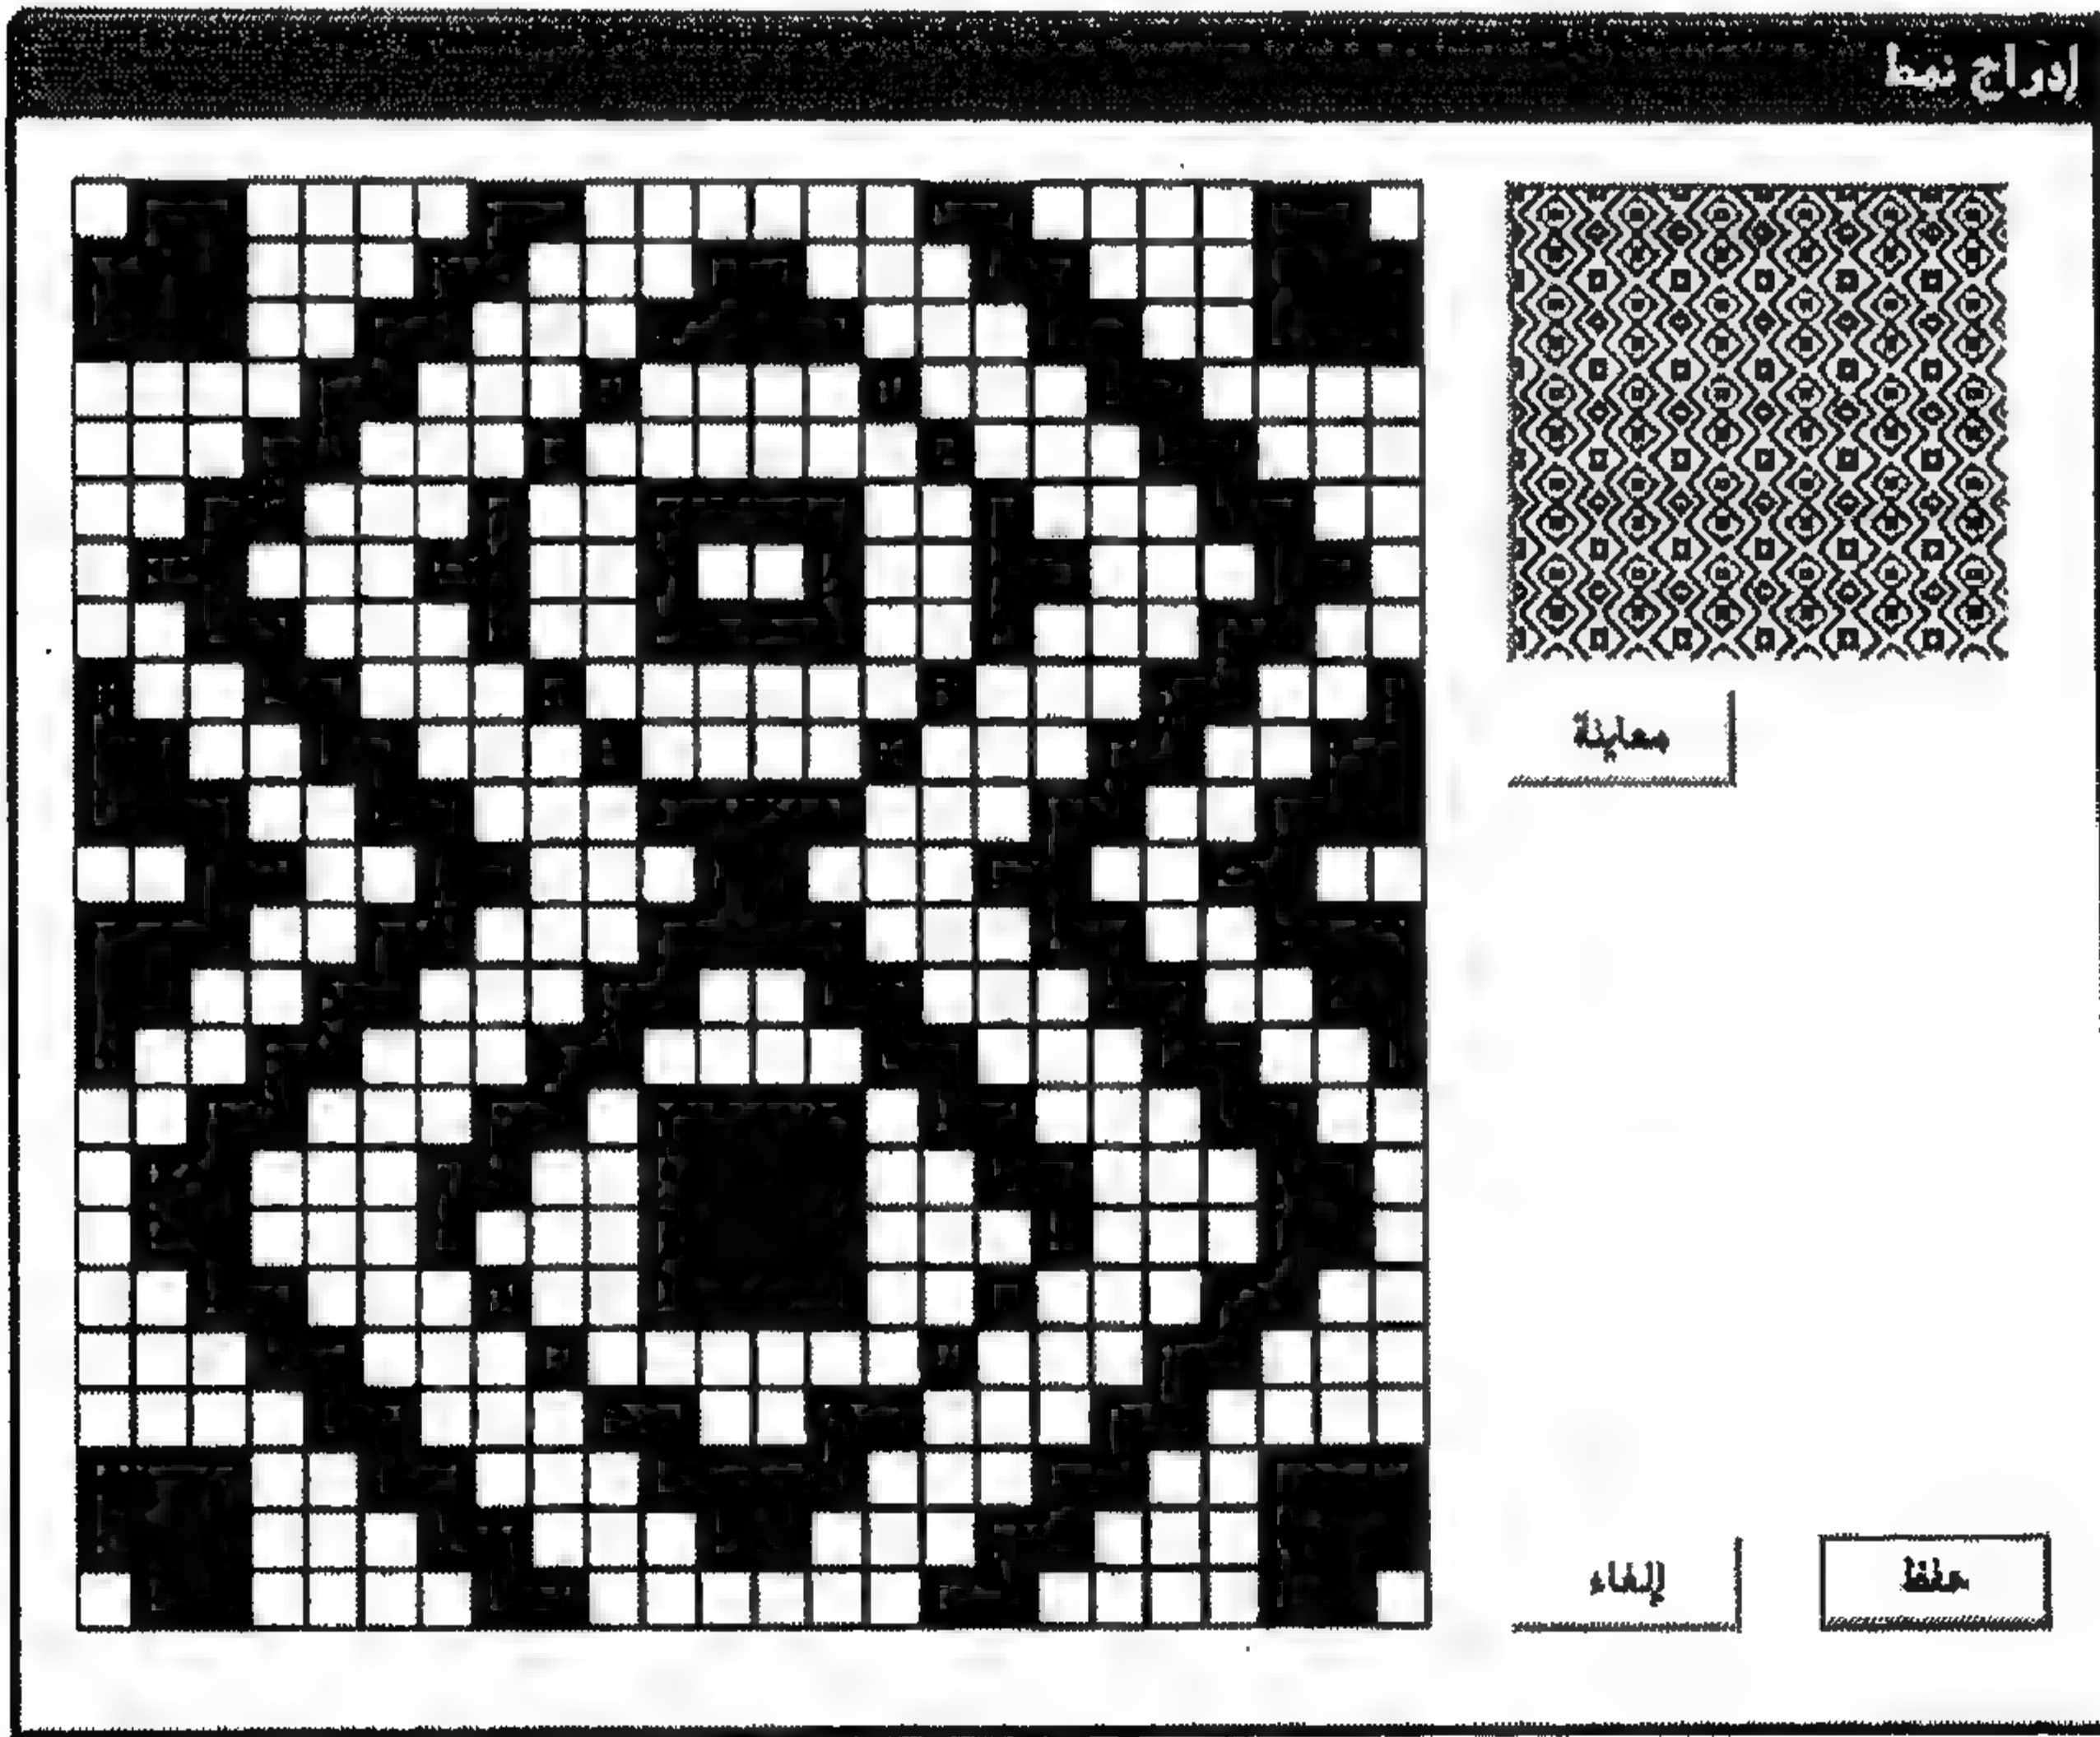 إدراج نمط
معاينة
إلغاء
حفظ